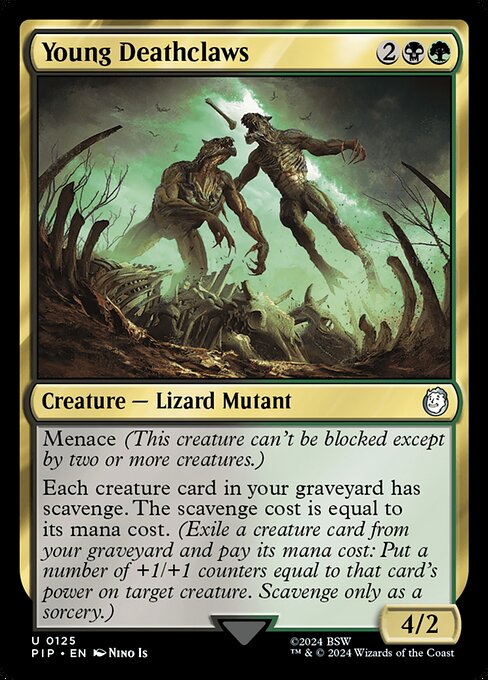 Young Deathclaws 2
Creature — Lizard Mutant
Menace (This creature can't be blocked except
by two or more creatures.)
Each creature card in your graveyard has
scavenge. The scavenge cost is equal to
its mana cost. (Exile a creature card from
your graveyard and pay its mana cost: Put a
number of +1/+1 counters equal to that card's
power on target creature. Scavenge only as a
sorcery.)
4/2
U 0125
PIP • EN Nino Is
©2024 BSW
™ & © 2024 Wizards of the Coast